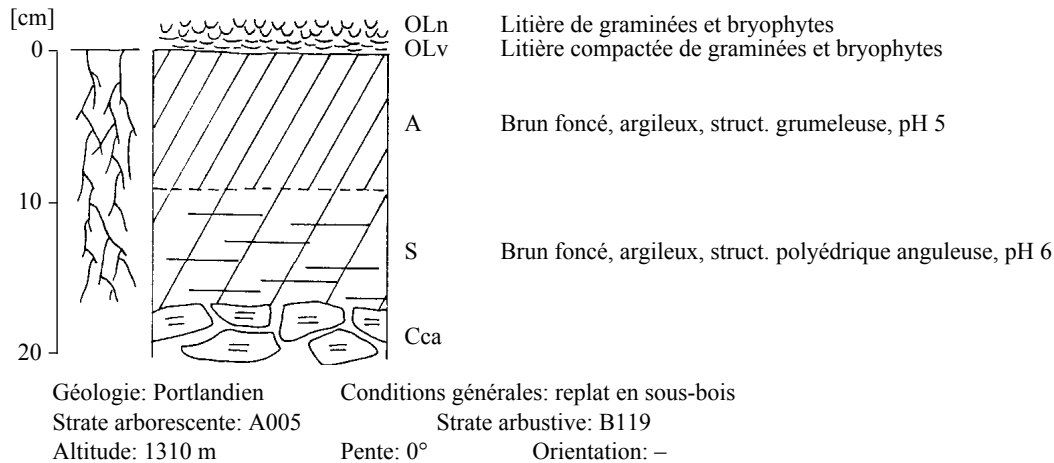 [cm]
OLn Litière de graminées et bryophytes
0 OLv Litière compactée de graminées et bryophytes
A Brun foncé, argileux, struct. grumeleuse, pH 5
10
S Brun foncé, argileux, struct. polyédrique anguleuse, pH 6
Cca
20
Géologie: Portlandien Conditions générales: replat en sous-bois
Strate arborescente: A005 Strate arbustive: B119
Altitude: 1310 m Pente: 0° Orientation: –